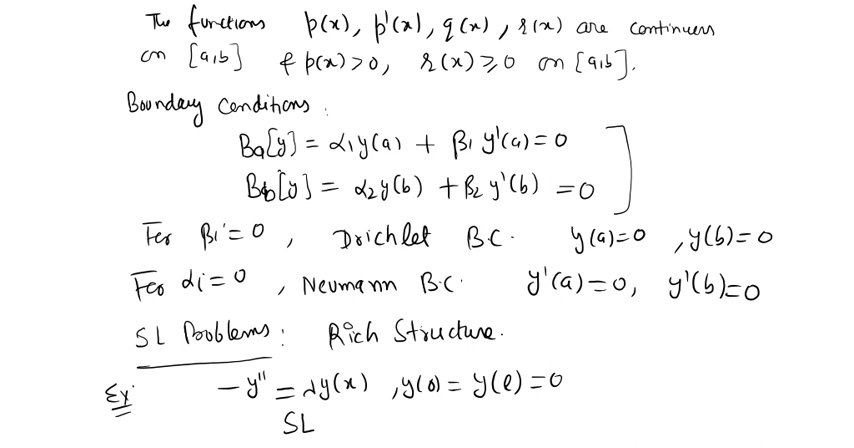 The functions p(x), p'(x), q(x), r(x) are continuous
on [a,b] & p(x)>0, r(x)≥0 on [a,b].
Boundary Conditions:
Ba[y] = α1y(a) + β1 y'(a)=0
Bb[y] = α2y(b) + β2 y'(b) =0
For βi=0, Drichlet B.C. y(a)=0, y(b)=0
For αi=0, Neumann B.C. y'(a)=0, y'(b)=0
SL Problems: Rich Structure.
Ex: -y" = λy(x), y(0) = y(l) =0
SL